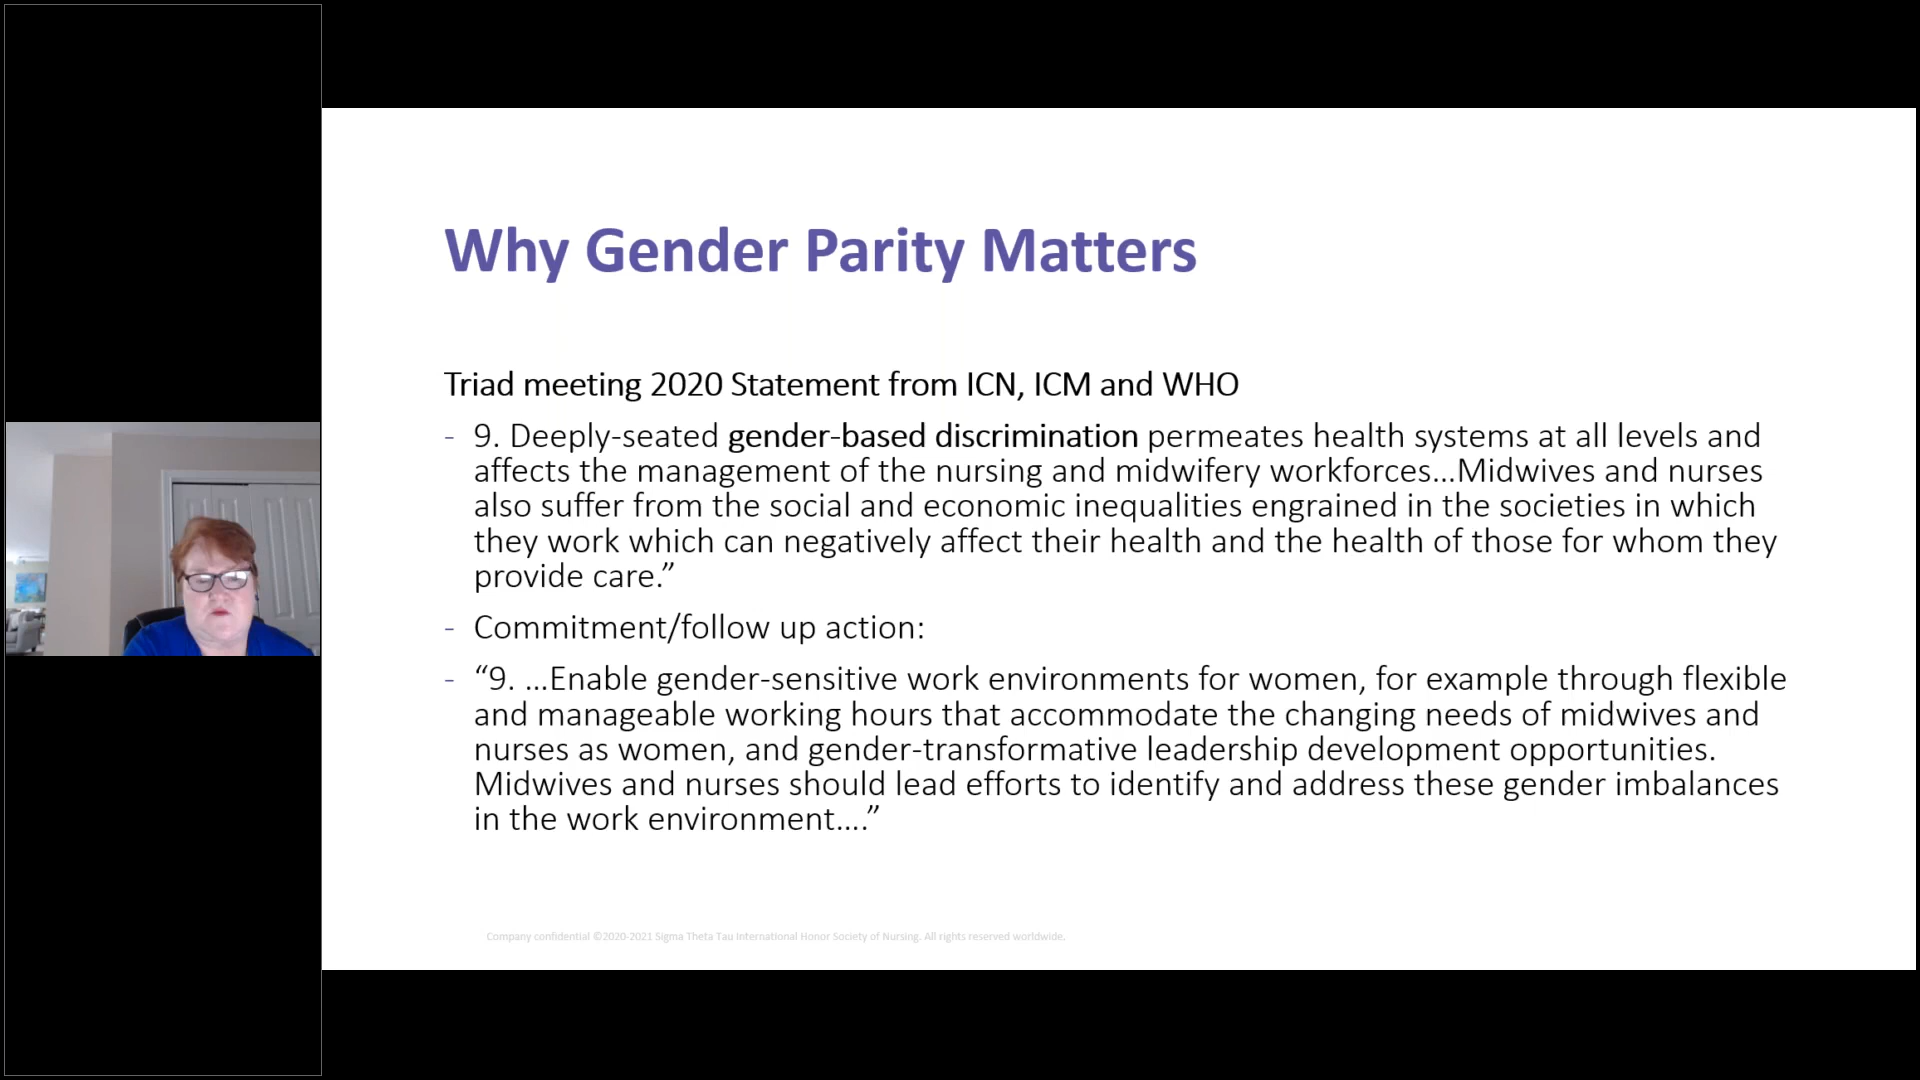 Why Gender Parity Matters
Triad meeting 2020 Statement from ICN, ICM and WHO
- 9. Deeply-seated gender-based discrimination permeates health systems at all levels and
affects the management of the nursing and midwifery workforces...Midwives and nurses
also suffer from the social and economic inequalities engrained in the societies in which
they work which can negatively affect their health and the health of those for whom they
provide care.”
- Commitment/follow up action:
- “9. ...Enable gender-sensitive work environments for women, for example through flexible
and manageable working hours that accommodate the changing needs of midwives and
nurses as women, and gender-transformative leadership development opportunities.
Midwives and nurses should lead efforts to identify and address these gender imbalances
in the work environment....”
Company confidential ©2020-2021 Sigma Theta Tau International Honor Society of Nursing. All rights reserved worldwide.